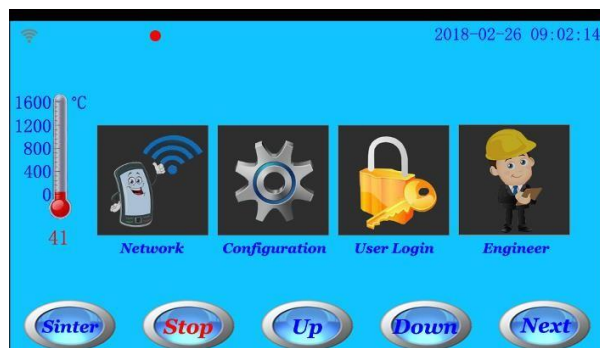 2018-02-26 09:02:14
1600 °C
1200
800
400
0
41
Network Configuration User Login Engineer
Sinter Stop Up Down Next